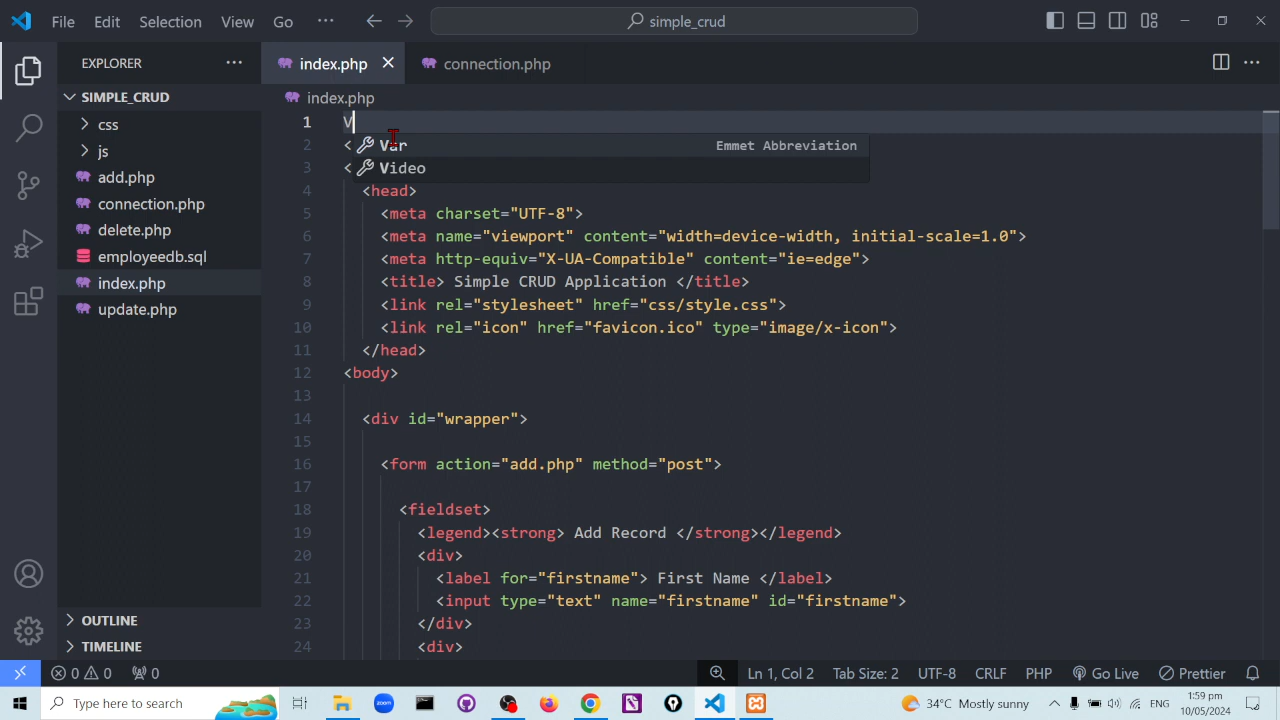 File Edit Selection View Go ··· simple_crud
EXPLORER ···
index.php
connection.php
SIMPLE_CRUD
css
js
add.php
connection.php
delete.php
employeedb.sql
index.php
update.php
OUTLINE
TIMELINE
index.php
1 V
2 <
Var Emmet Abbreviation
3 <
Video
4 <head>
5 <meta charset="UTF-8">
6 <meta name="viewport" content="width=device-width, initial-scale=1.0">
7 <meta http-equiv="X-UA-Compatible" content="ie=edge">
8 <title> Simple CRUD Application </title>
9 <link rel="stylesheet" href="css/style.css">
10 <link rel="icon" href="favicon.ico" type="image/x-icon">
11 </head>
12 <body>
13
14 <div id="wrapper">
15
16 <form action="add.php" method="post">
17
18 <fieldset>
19 <legend><strong> Add Record </strong></legend>
20 <div>
21 <label for="firstname"> First Name </label>
22 <input type="text" name="firstname" id="firstname">
23 </div>
24 <div>
0 0 0 Ln 1, Col 2 Tab Size: 2 UTF-8 CRLF PHP Go Live Prettier
Type here to search zoom 34°C Mostly sunny ENG 1:59 pm
10/05/2024